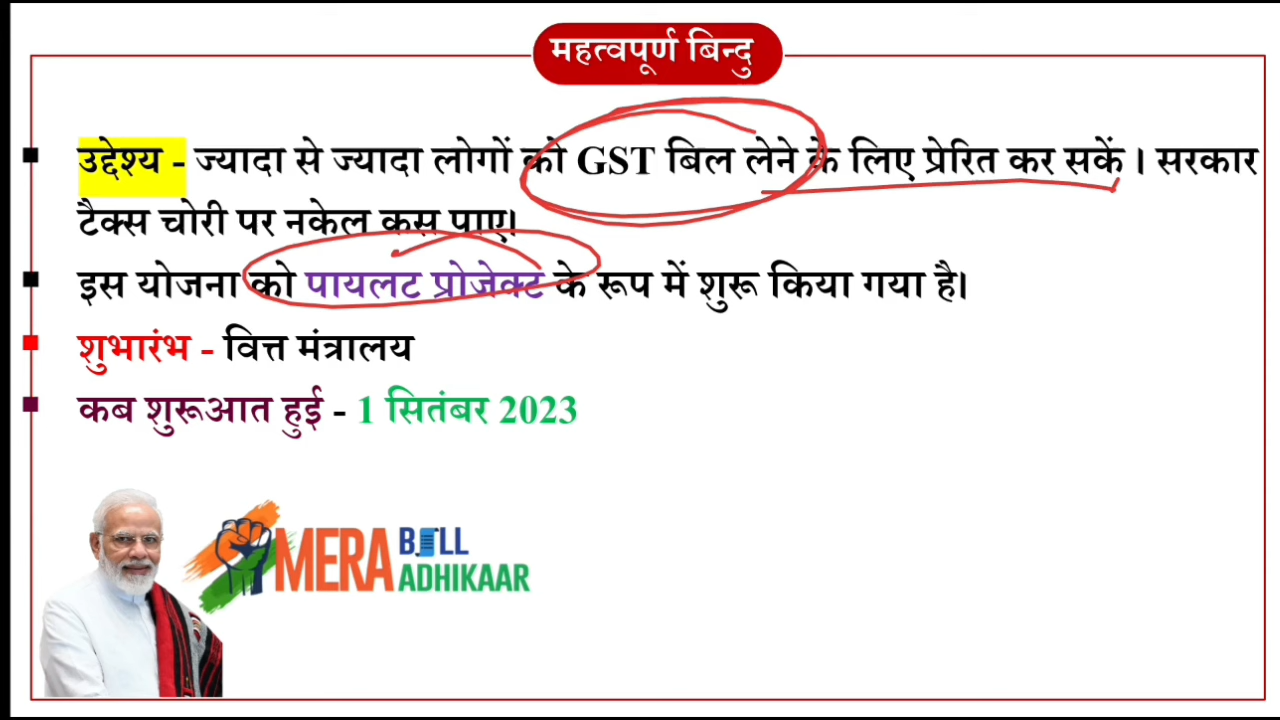 महत्वपूर्ण बिन्दु
उद्देश्य - ज्यादा से ज्यादा लोगों को GST बिल लेने के लिए प्रेरित कर सकें। सरकार
टैक्स चोरी पर नकेल कस पाए।
इस योजना को पायलट प्रोजेक्ट के रूप में शुरू किया गया है।
शुभारंभ - वित्त मंत्रालय
कब शुरूआत हुई - 1 सितंबर 2023
MERA BILL
ADHIKAAR